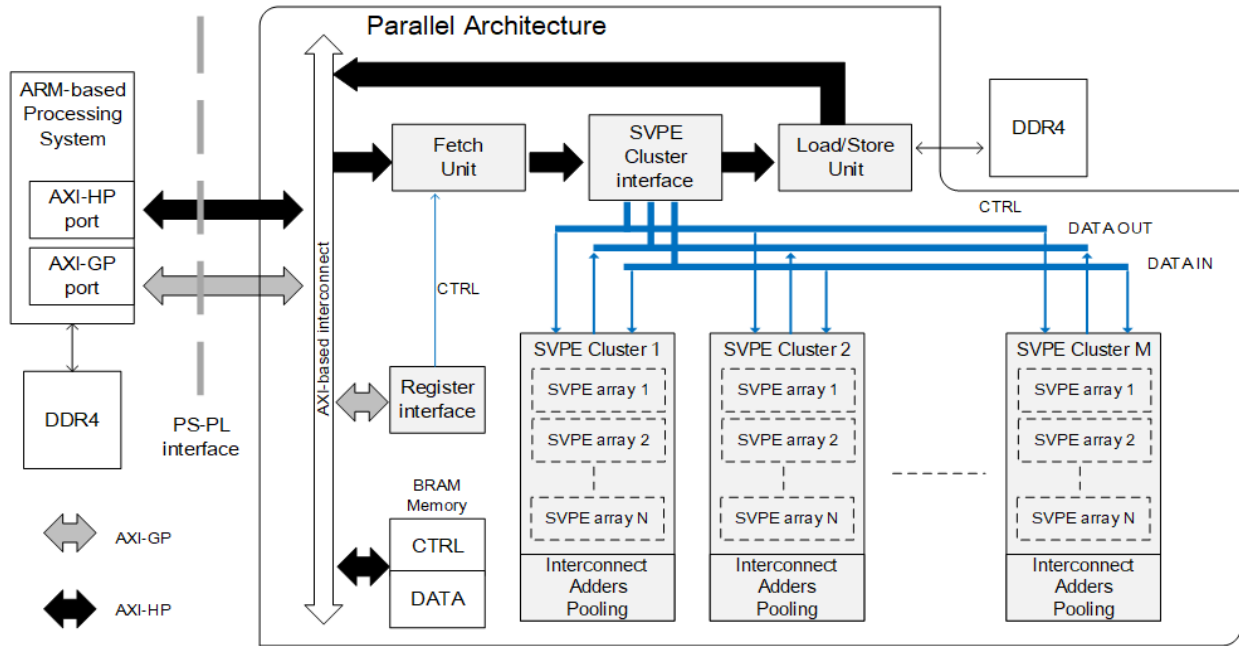 Parallel Architecture
ARM-based
Processing
System
AXI-HP
port
AXI-GP
port
DDR4
PS-PL
interface
AXI-GP
AXI-HP
AXI-based interconnect
Fetch
Unit
SVPE
Cluster
interface
Load/Store
Unit
DDR4
CTRL
DATA OUT
DATA IN
CTRL
Register
interface
BRAM
Memory
CTRL
DATA
SVPE Cluster 1
SVPE array 1
SVPE array 2
SVPE array N
Interconnect
Adders
Pooling
SVPE Cluster 2
SVPE array 1
SVPE array 2
SVPE array N
Interconnect
Adders
Pooling
SVPE Cluster M
SVPE array 1
SVPE array 2
SVPE array N
Interconnect
Adders
Pooling